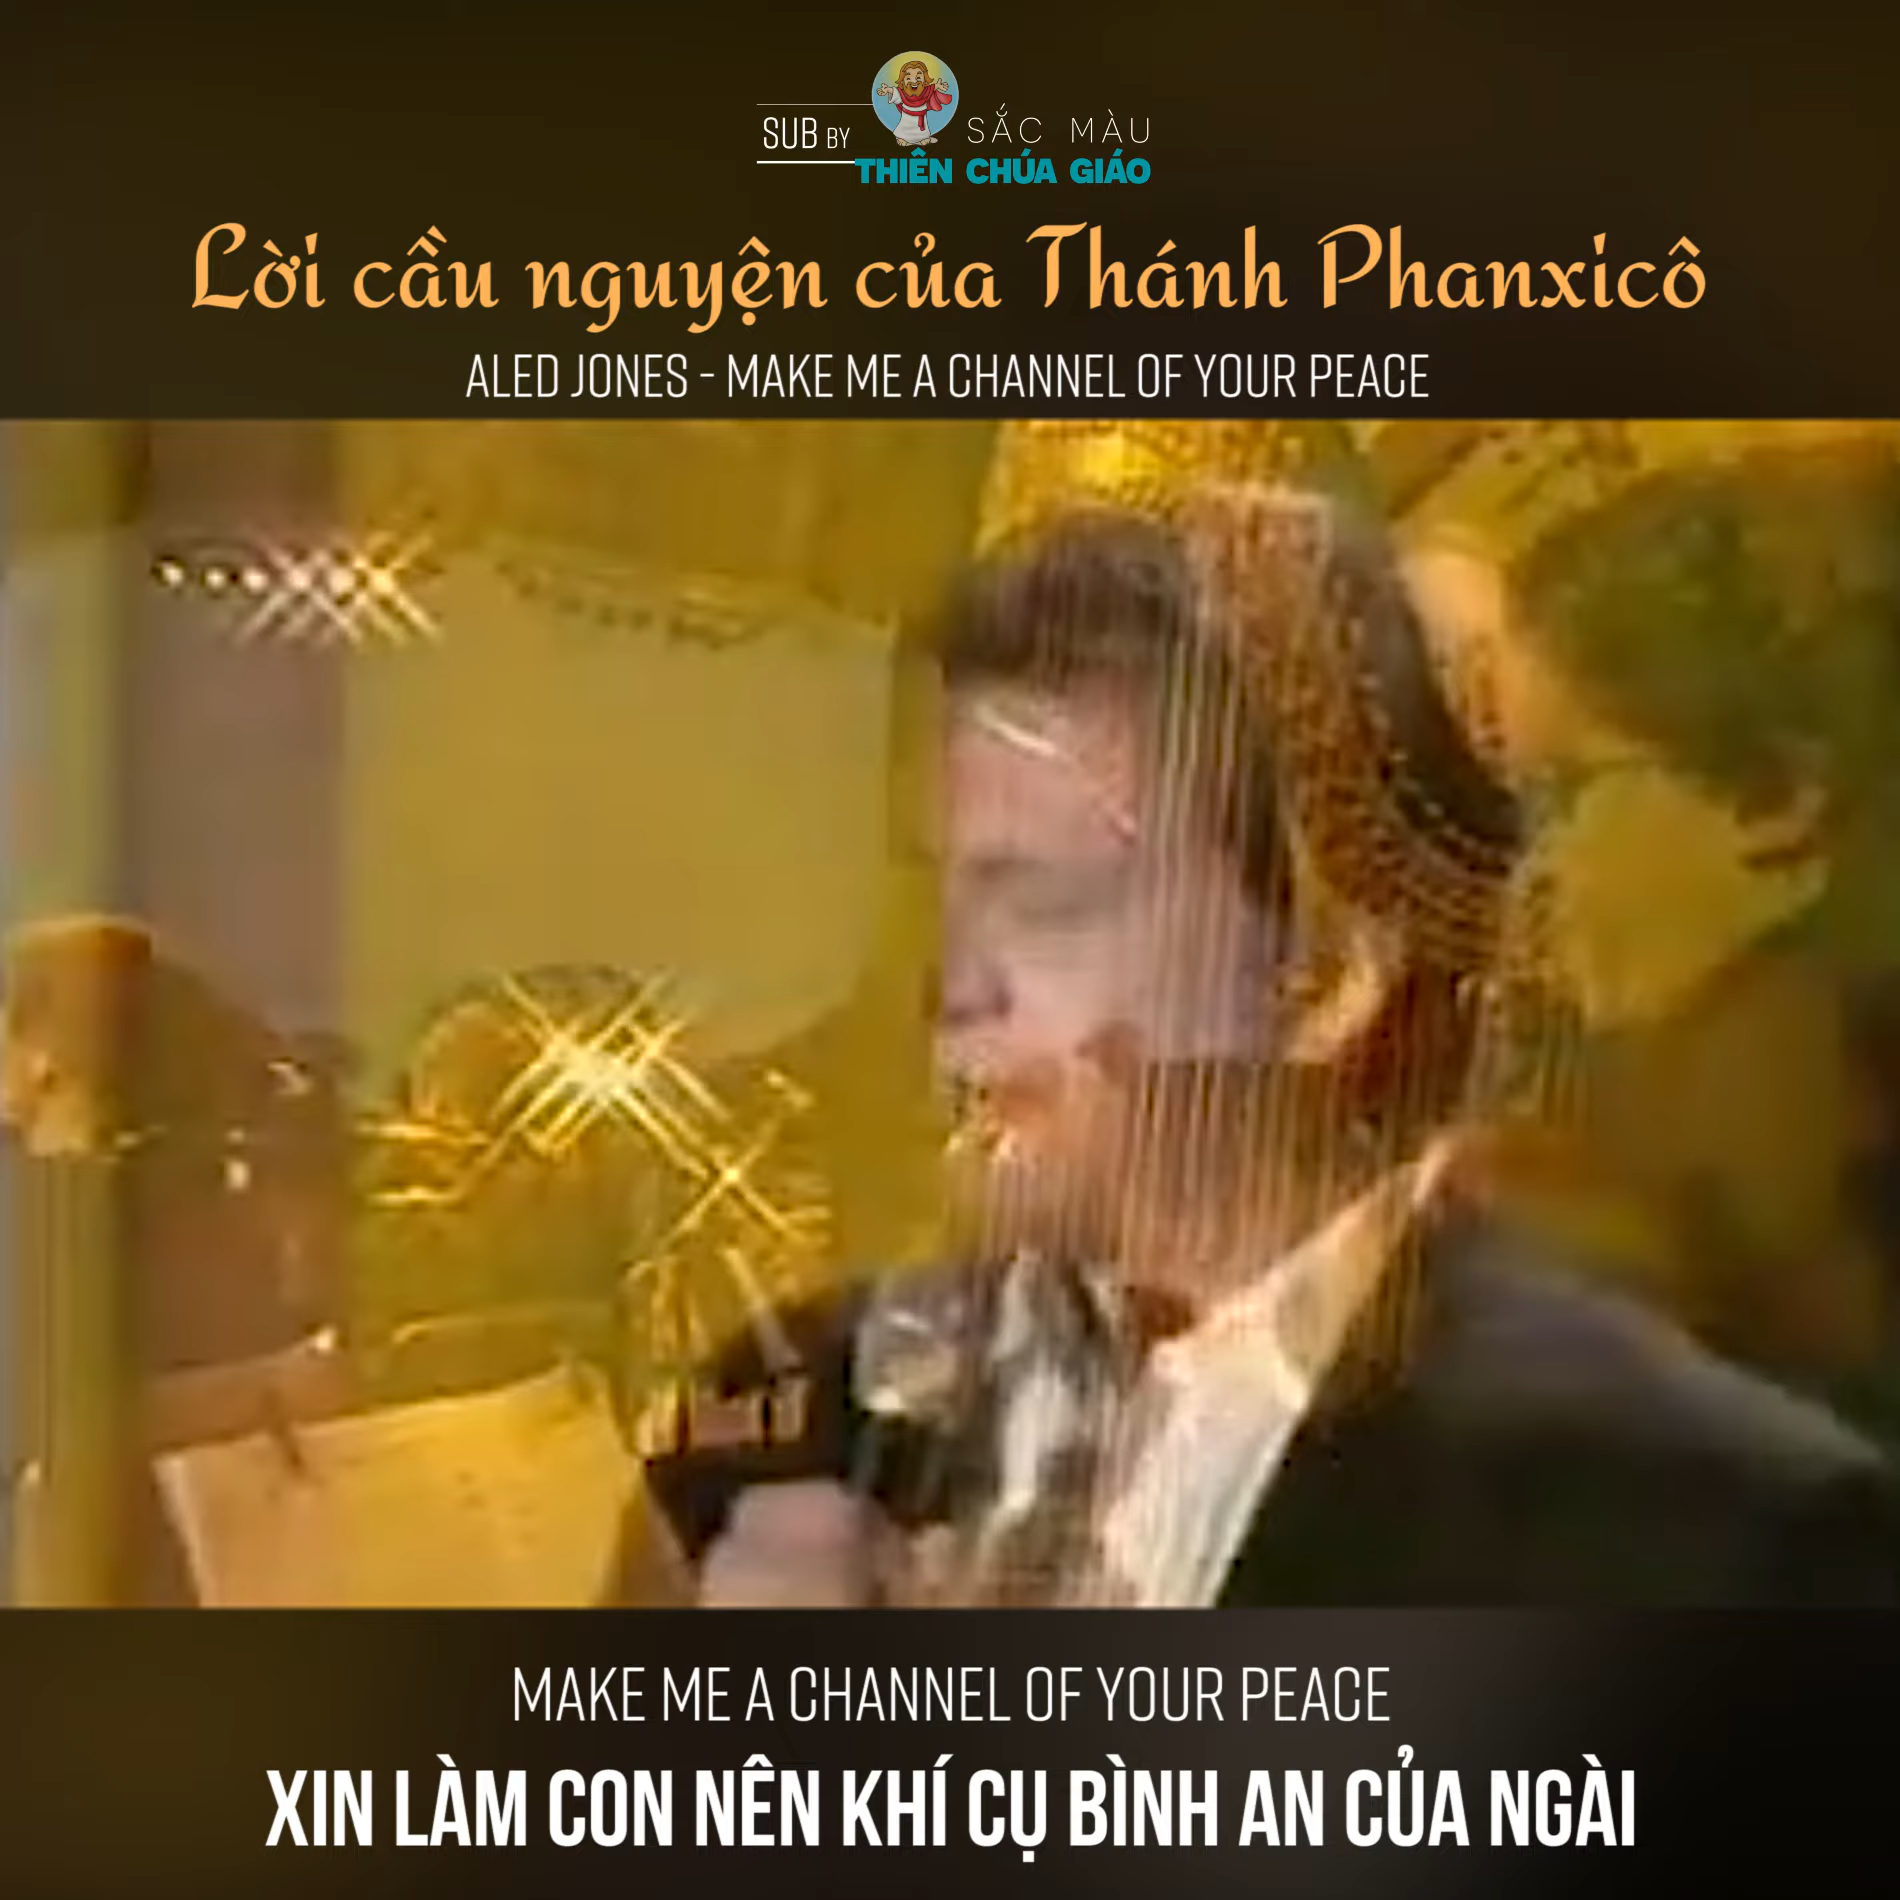 SUB BY SẮC MÀU
THIÊN CHÚA GIÁO
Lời cầu nguyện của Thánh Phanxicô
ALED JONES - MAKE ME A CHANNEL OF YOUR PEACE
MAKE ME A CHANNEL OF YOUR PEACE
XIN LÀM CON NÊN KHÍ CỤ BÌNH AN CỦA NGÀI